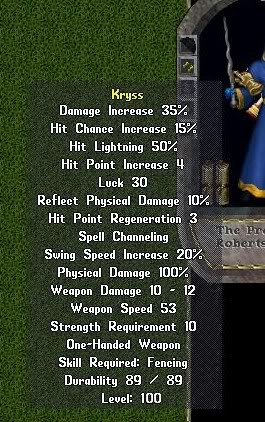 Kryss
Damage Increase 35%
Hit Chance Increase 15%
Hit Lightning 50%
Hit Point Increase 4
Luck 30
Reflect Physical Damage 10%
Hit Point Regeneration 3
Spell Channeling
Swing Speed Increase 20%
Physical Damage 100%
Weapon Damage 10 - 12
Weapon Speed 53
Strength Requirement 10
One-Handed Weapon
Skill Required: Fencing
Durability 89 / 89
Level: 100
The Pro
Roberts